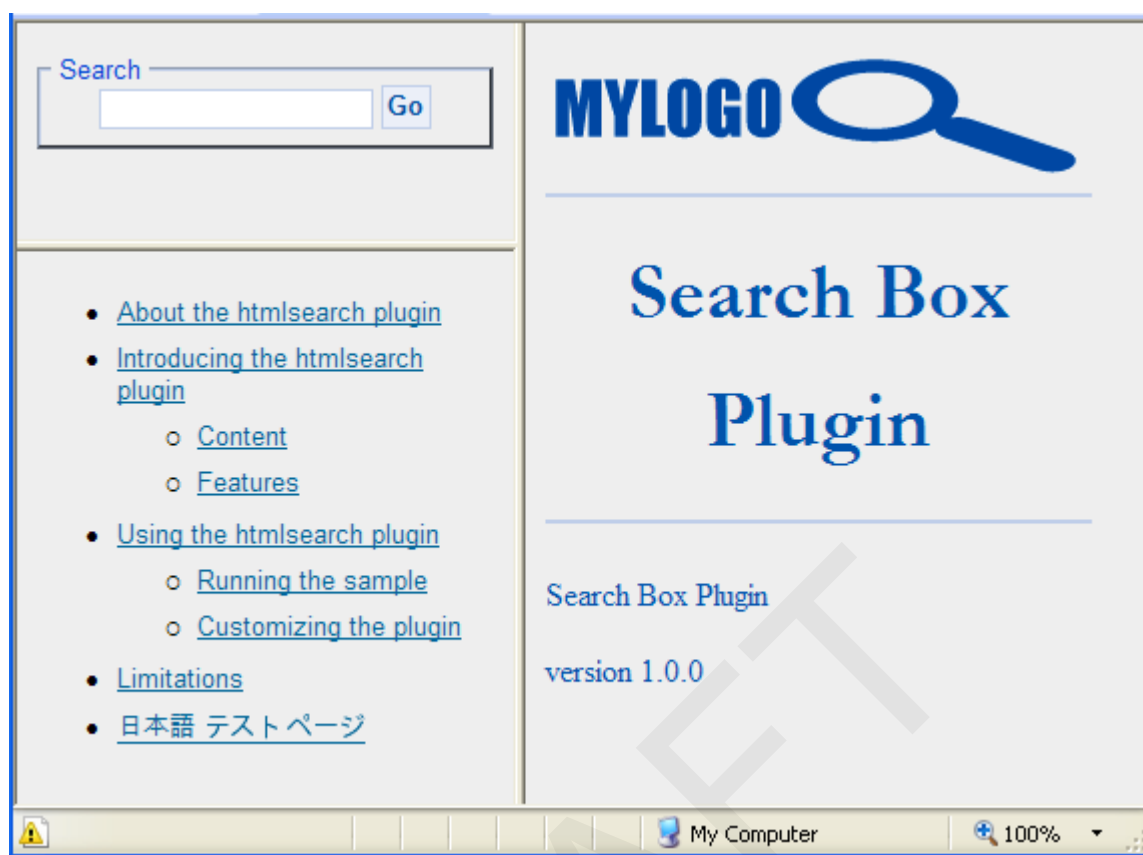 Search
Go
About the htmlsearch plugin
Introducing the htmlsearch
plugin
Content
Features
Using the htmlsearch plugin
Running the sample
Customizing the plugin
Limitations
日本語 テストページ
MYLOGO
Search Box
Plugin
Search Box Plugin
version 1.0.0
My Computer
100%